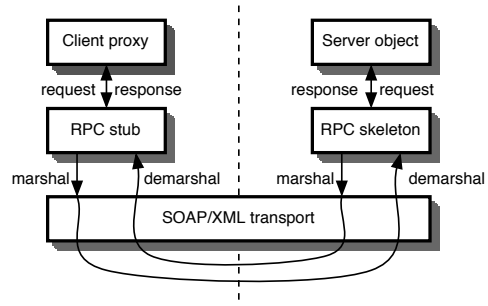 Client proxy
Server object
request response
response request
RPC stub
RPC skeleton
marshal demarshal
marshal demarshal
SOAP/XML transport